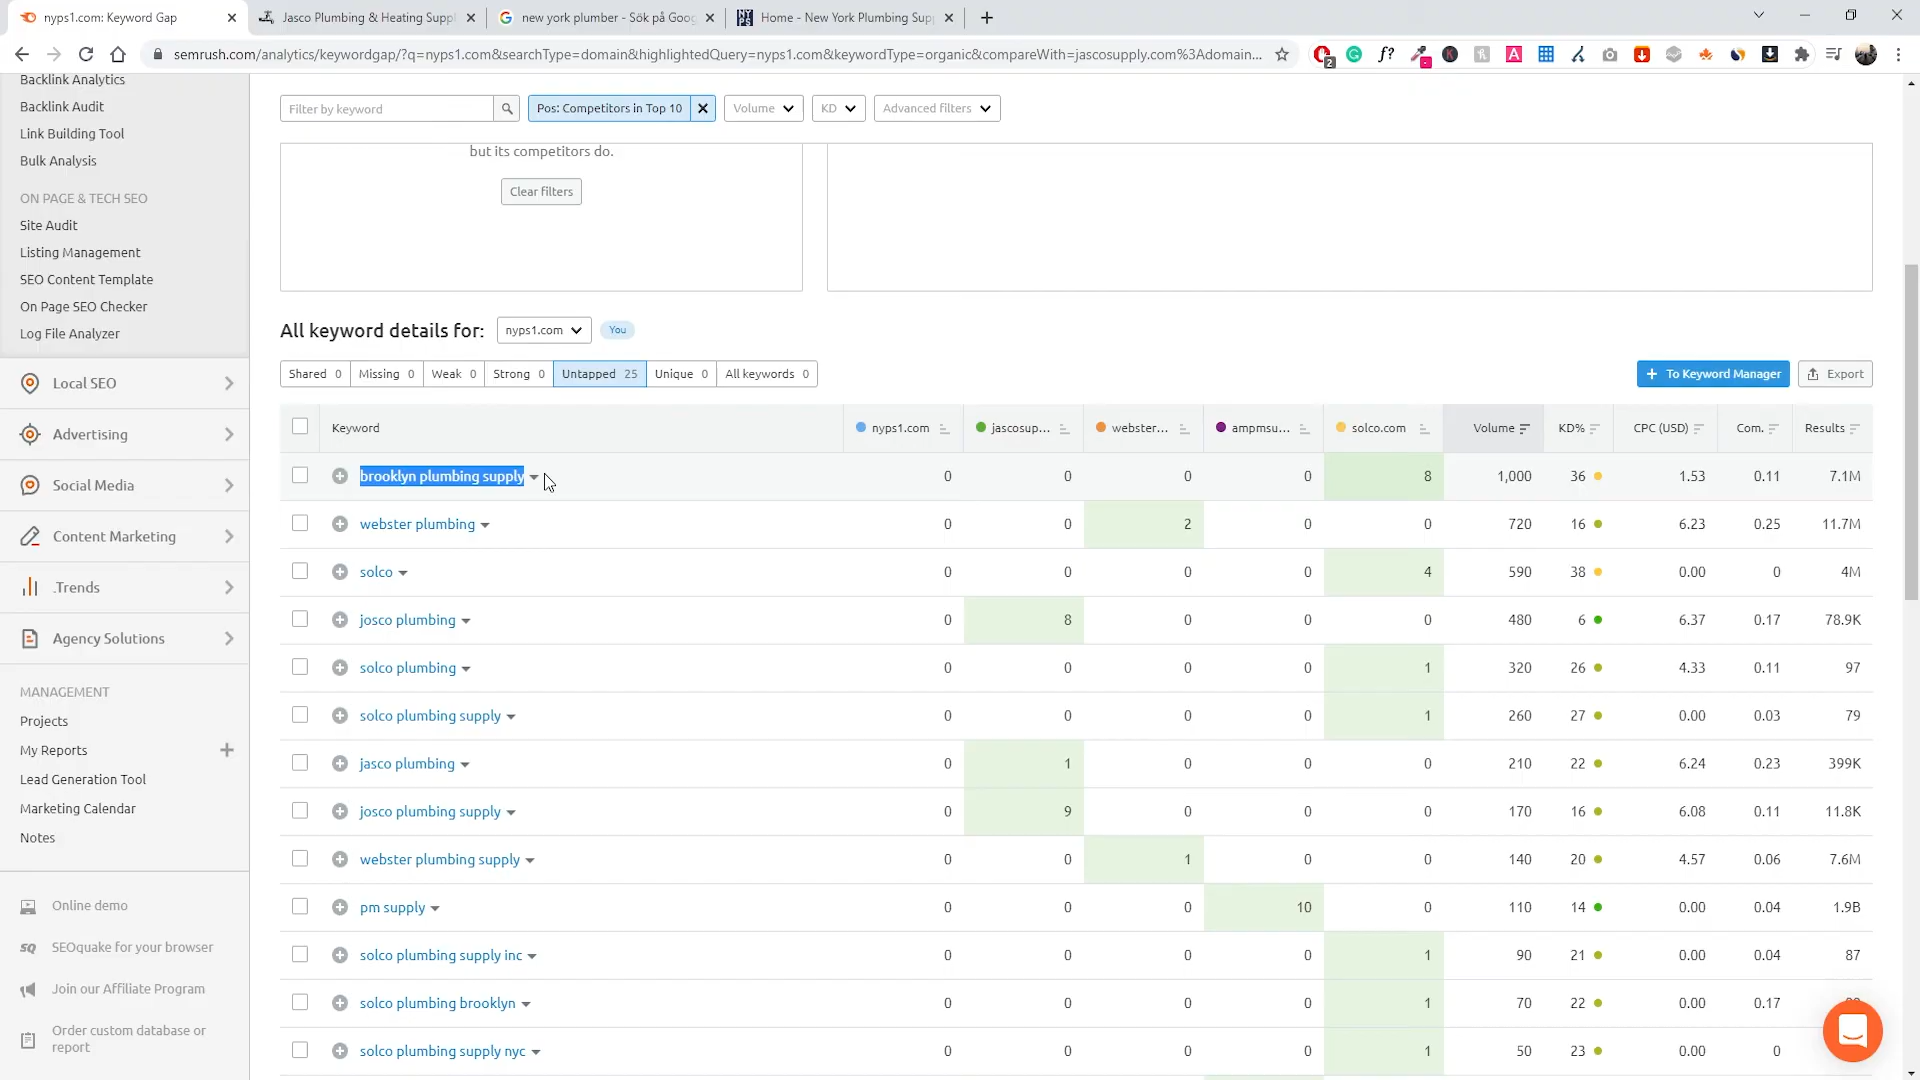 nyps1.com: Keyword Gap
Jasco Plumbing & Heating Suppl
new york plumber - Sök på Goog
Home - New York Plumbing Supp
semrush.com/analytics/keywordgap/?q=nyps1.com&searchType=domain&highlightedQuery=nyps1.com&keywordType=organic&compareWith=jascosupply.com%3Adomain...
Backlink Analytics
Backlink Audit
Link Building Tool
Bulk Analysis
ON PAGE & TECH SEO
Site Audit
Listing Management
SEO Content Template
On Page SEO Checker
Log File Analyzer
Local SEO
Advertising
Social Media
Content Marketing
.Trends
Agency Solutions
MANAGEMENT
Projects
My Reports
Lead Generation Tool
Marketing Calendar
Notes
Online demo
SEOquake for your browser
Join our Affiliate Program
Order custom database or
report
Filter by keyword
Pos: Competitors in Top 10
Volume
KD
Advanced filters
but its competitors do.
Clear filters
All keyword details for: nyps1.com You
Shared 0 Missing 0 Weak 0 Strong 0 Untapped 25 Unique 0 All keywords 0
+ To Keyword Manager Export
Keyword nyps1.com jascosup... webster... ampmsu... solco.com Volume KD% CPC (USD) Com. Results
brooklyn plumbing supply 0 0 0 0 8 1,000 36 1.53 0.11 7.1M
webster plumbing 0 0 2 0 0 720 16 6.23 0.25 11.7M
solco 0 0 0 0 4 590 38 0.00 0 4M
josco plumbing 0 8 0 0 0 480 6 6.37 0.17 78.9K
solco plumbing 0 0 0 0 1 320 26 4.33 0.11 97
solco plumbing supply 0 0 0 0 1 260 27 0.00 0.03 79
jasco plumbing 0 1 0 0 0 210 22 6.24 0.23 399K
josco plumbing supply 0 9 0 0 0 170 16 6.08 0.11 11.8K
webster plumbing supply 0 0 1 0 0 140 20 4.57 0.06 7.6M
pm supply 0 0 0 10 0 110 14 0.00 0.04 1.9B
solco plumbing supply inc 0 0 0 0 1 90 21 0.00 0.04 87
solco plumbing brooklyn 0 0 0 0 1 70 22 0.00 0.17
solco plumbing supply nyc 0 0 0 0 1 50 23 0.00 0